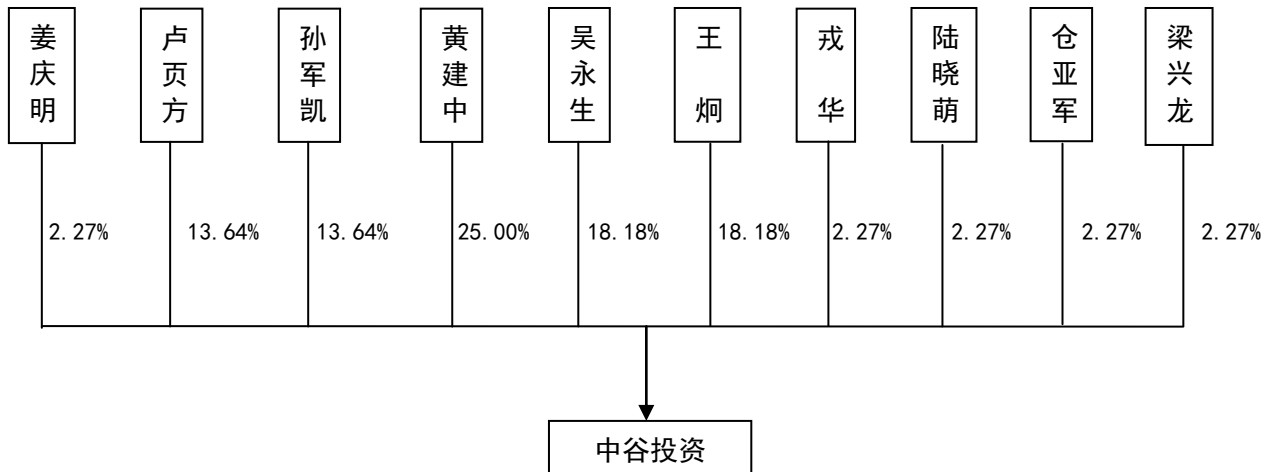 姜庆明
卢页方
孙军凯
黄建中
吴永生
王炯
戎华
陆晓萌
仓亚军
梁兴龙
2.27%
13.64%
13.64%
25.00%
18.18%
18.18%
2.27%
2.27%
2.27%
2.27%
中谷投资